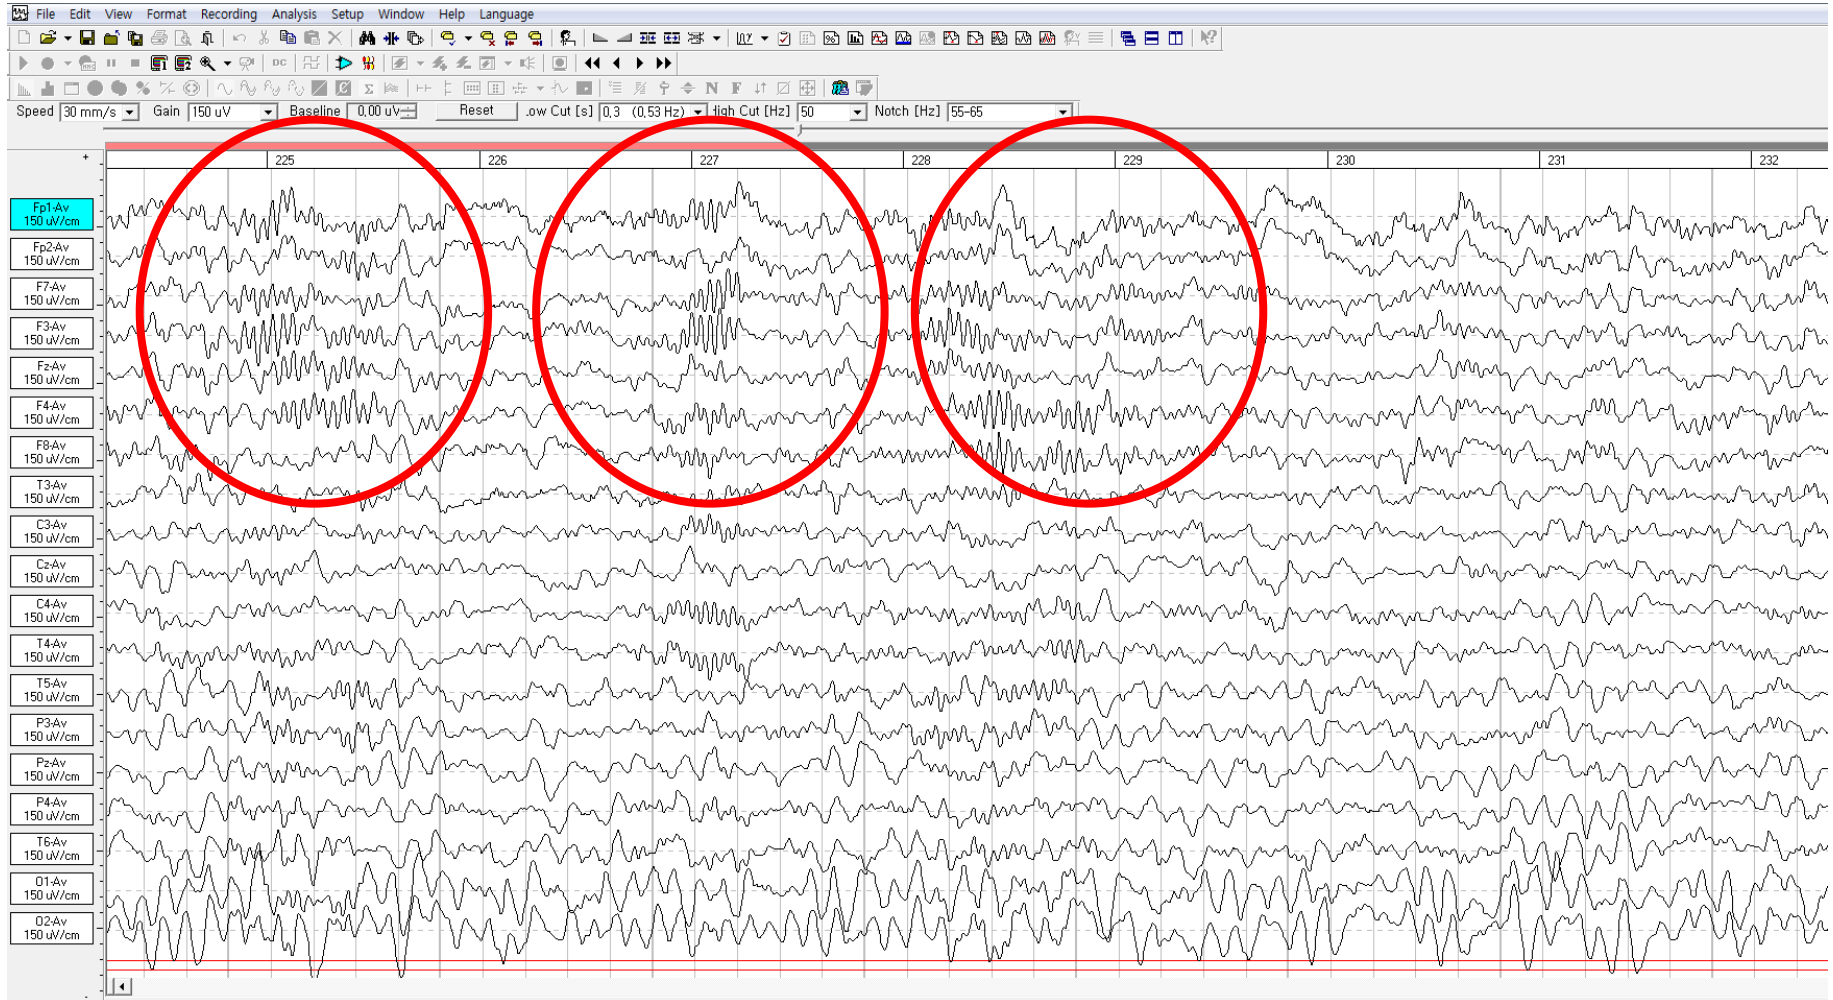 File Edit View Format Recording Analysis Setup Window Help Language
DC
N F
Speed 30 mm/s Gain 150 uV Baseline 0,00 uV Reset .ow Cut [s] 0,3 (0,53 Hz) High Cut [Hz] 50 Notch [Hz] 55-65
225 226 227 228 229 230 231 232
Fp1-Av
150 uV/cm
Fp2-Av
150 uV/cm
F7-Av
150 uV/cm
F3-Av
150 uV/cm
Fz-Av
150 uV/cm
F4-Av
150 uV/cm
F8-Av
150 uV/cm
T3-Av
150 uV/cm
C3-Av
150 uV/cm
Cz-Av
150 uV/cm
C4-Av
150 uV/cm
T4-Av
150 uV/cm
T5-Av
150 uV/cm
P3-Av
150 uV/cm
Pz-Av
150 uV/cm
P4-Av
150 uV/cm
T6-Av
150 uV/cm
O1-Av
150 uV/cm
O2-Av
150 uV/cm